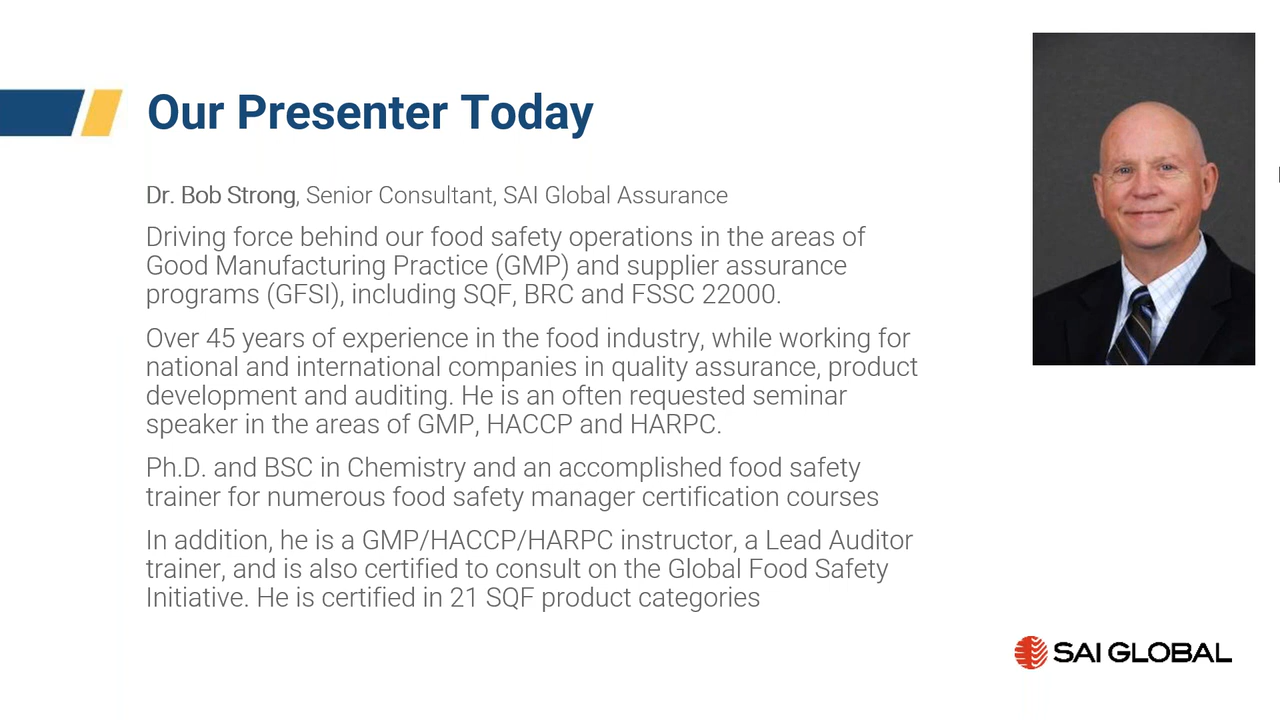 Our Presenter Today
Dr. Bob Strong, Senior Consultant, SAI Global Assurance
Driving force behind our food safety operations in the areas of
Good Manufacturing Practice (GMP) and supplier assurance
programs (GFSI), including SQF, BRC and FSSC 22000.
Over 45 years of experience in the food industry, while working for
national and international companies in quality assurance, product
development and auditing. He is an often requested seminar
speaker in the areas of GMP, HACCP and HARPC.
Ph.D. and BSC in Chemistry and an accomplished food safety
trainer for numerous food safety manager certification courses
In addition, he is a GMP/HACCP/HARPC instructor, a Lead Auditor
trainer, and is also certified to consult on the Global Food Safety
Initiative. He is certified in 21 SQF product categories
SAI GLOBAL